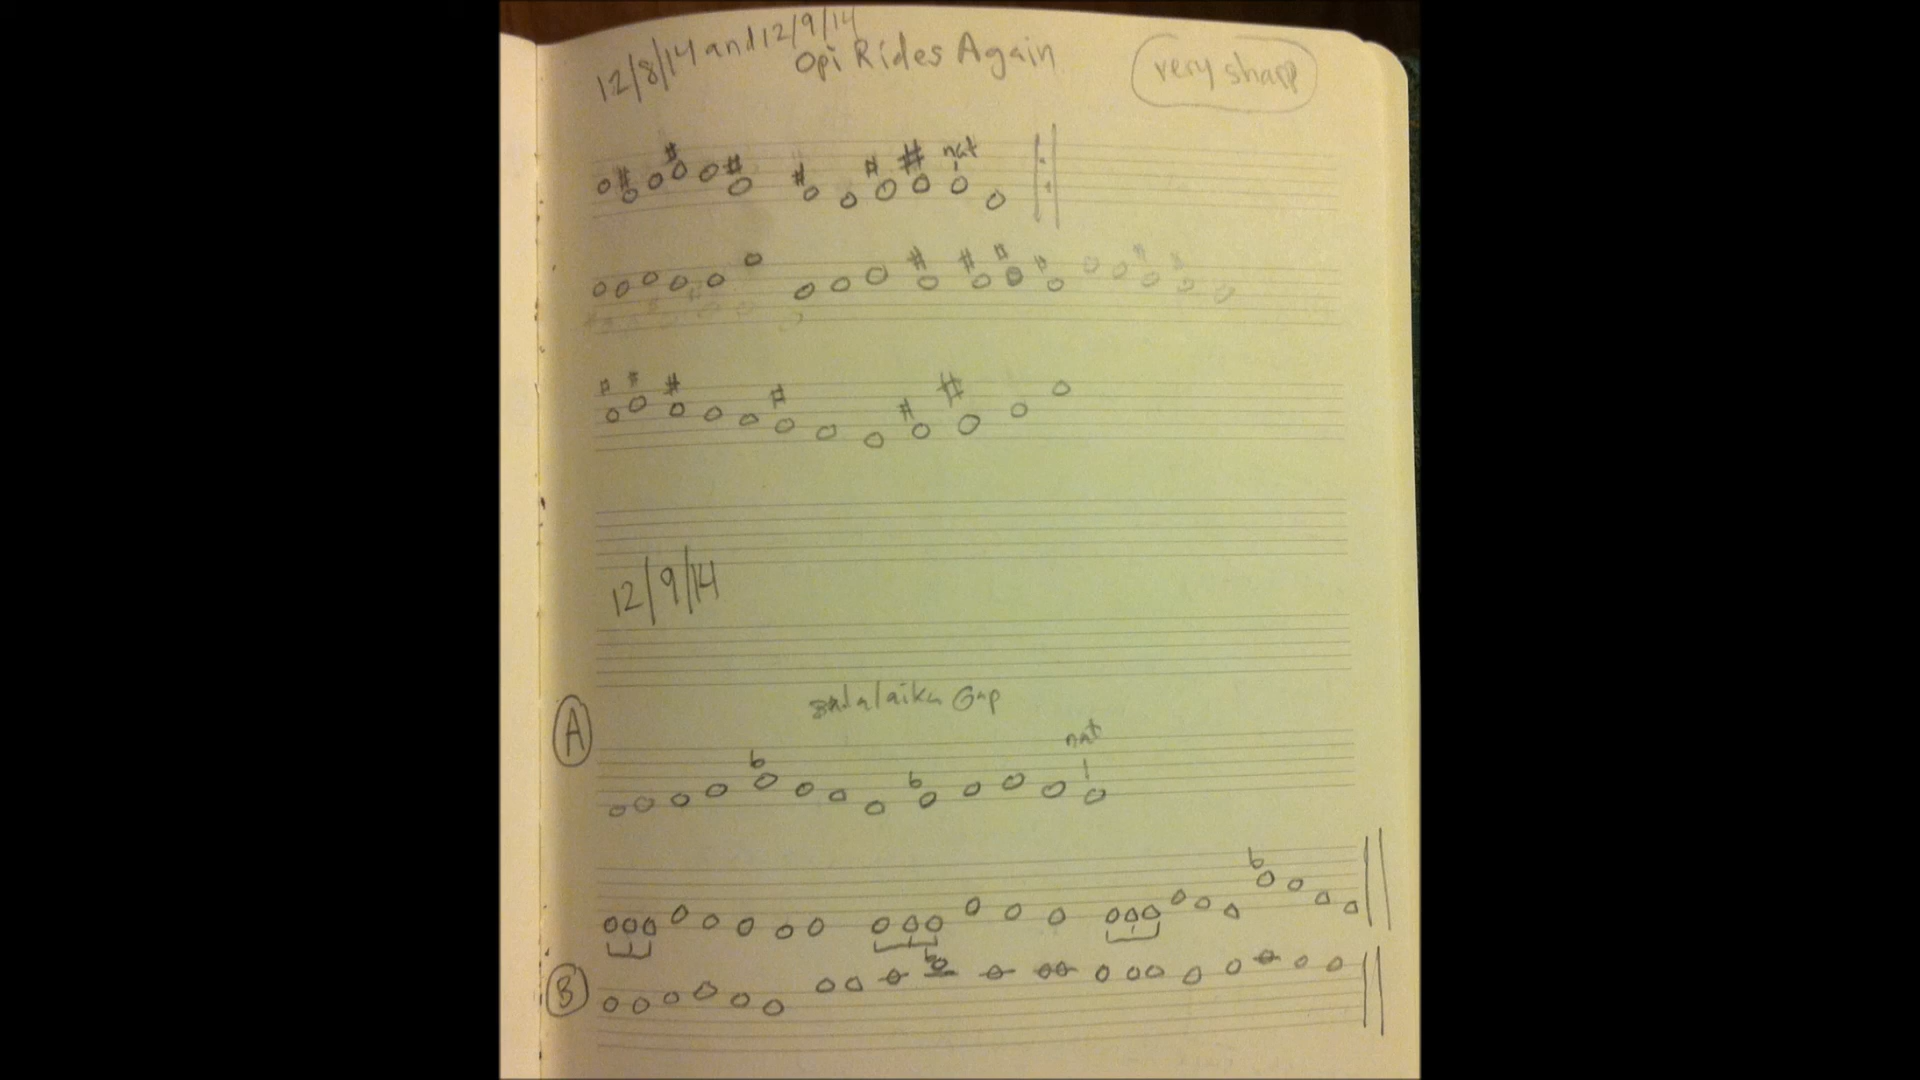 12/8/14 and 12/9/14
Opi Rides Again
very sharp
nat
12/9/14
Balalaika Gap
A
nat
B